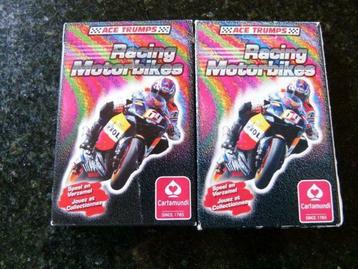 ACE TRUMPS
Racing
Motorbikes
Speel en
Verzamel
Jouez et
Collectionnez
Cartamundi
SINCE 1765
ACE TRUMPS
Racing
Motorbikes
Speel en
Verzamel
Jouez et
Collectionnez
Cartamundi
SINCE 1765